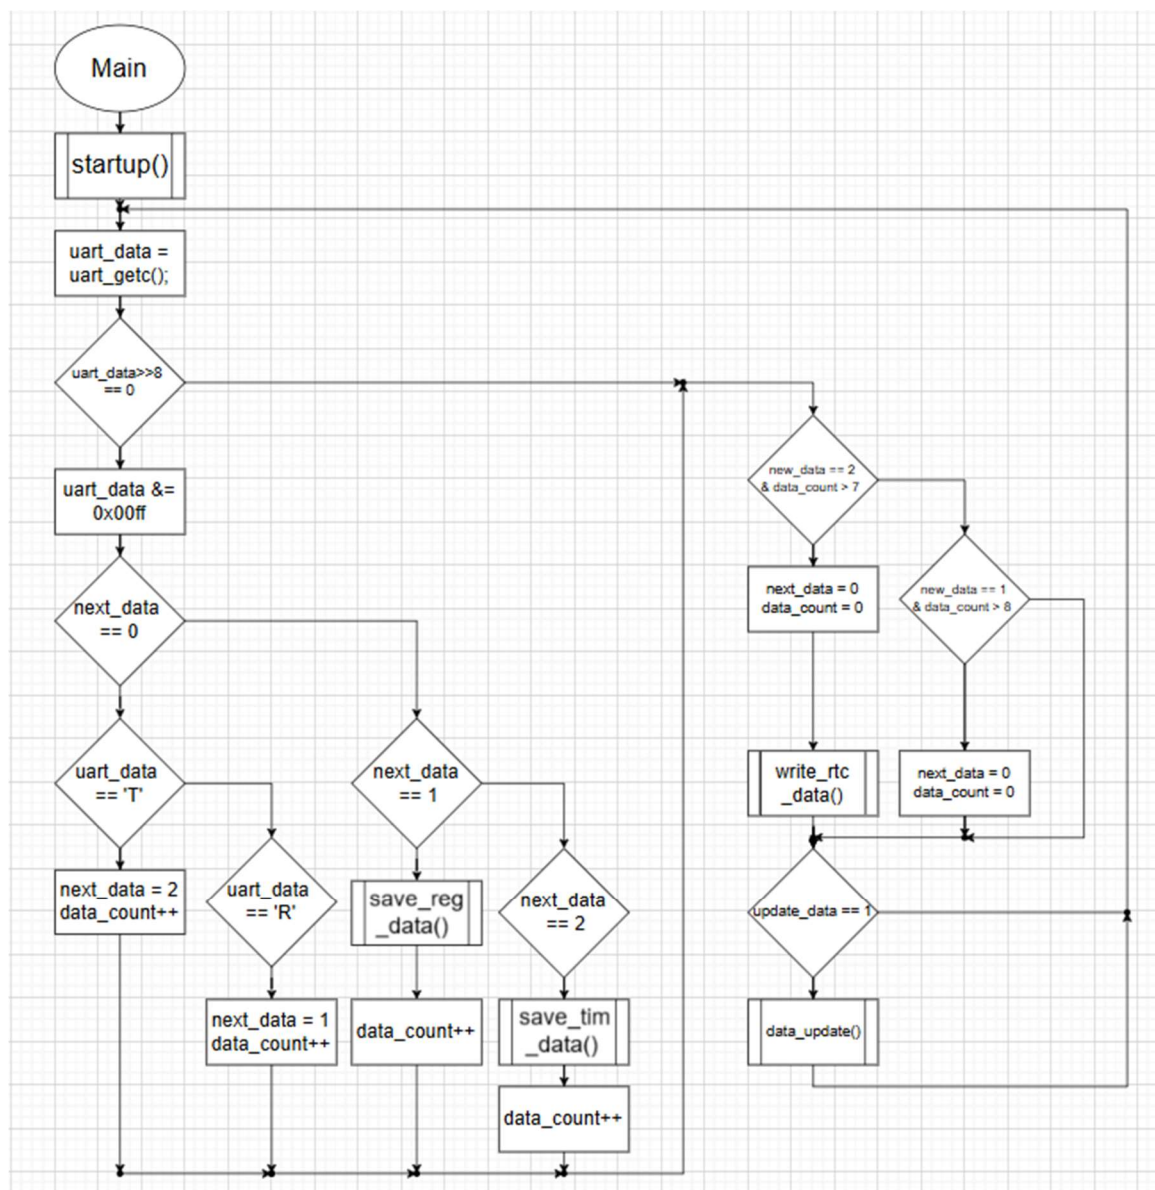 Main
startup()
uart_data =
uart_getc();
uart_data>>8
== 0
uart_data &=
0x00ff
next_data
== 0
uart_data
== 'T'
next_data = 2
data_count++
uart_data
== 'R'
next_data = 1
data_count++
next_data
== 1
save_reg
_data()
data_count++
next_data
== 2
save_tim
_data()
data_count++
new_data == 2
& data_count > 7
next_data = 0
data_count = 0
write_rtc
_data()
new_data == 1
& data_count > 8
next_data = 0
data_count = 0
update_data == 1
data_update()